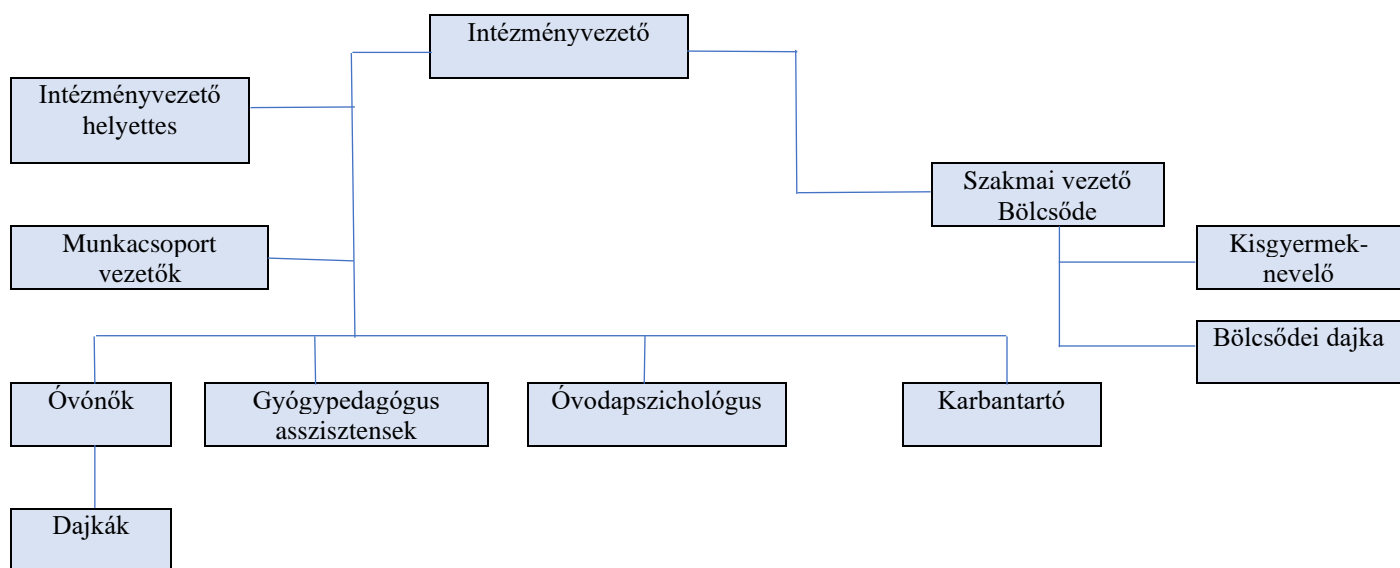 Intézményvezető
Intézményvezető
helyettes
Szakmai vezető
Bölcsőde
Munkacsoport
vezetők
Kisgyermek-
nevelő
Bölcsődei dajka
Óvónők
Gyógypedagógus
asszisztensek
Óvodapszichológus
Karbantartó
Dajkák